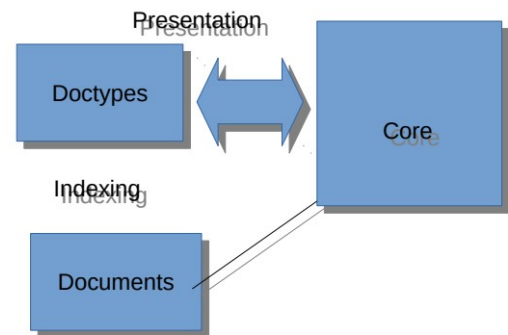 Presentation
Doctypes
Core
Indexing
Documents